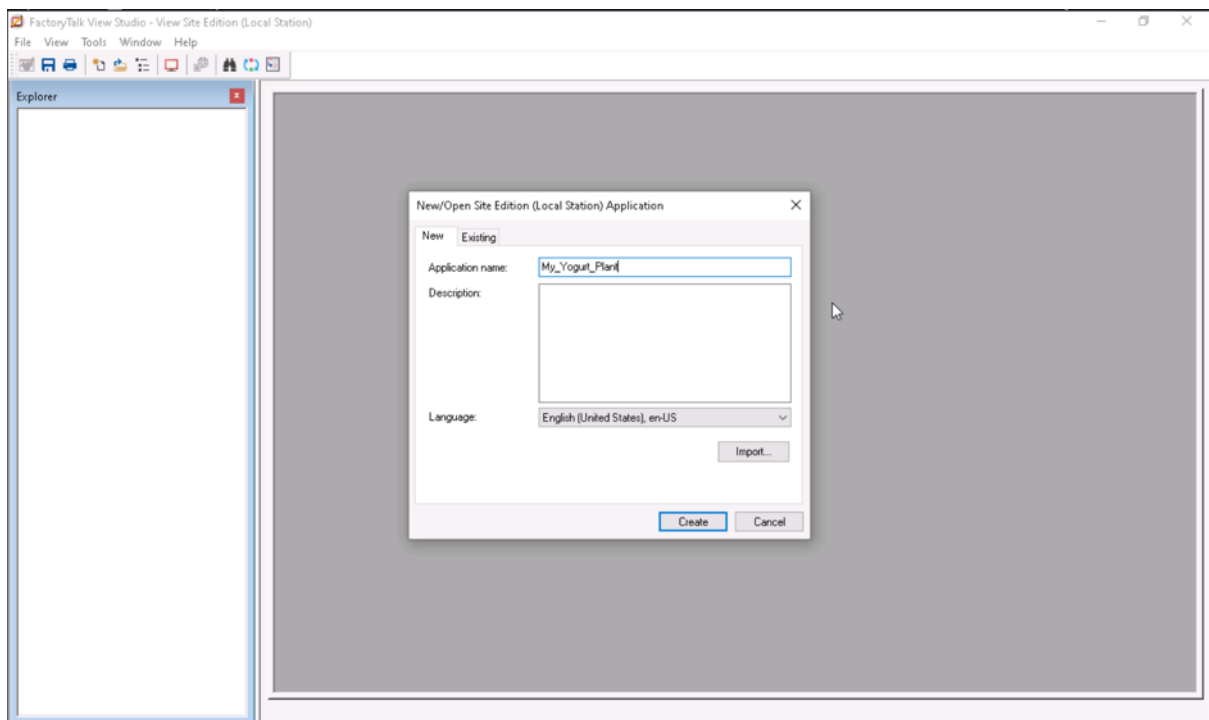 FactoryTalk View Studio - View Site Edition (Local Station)
File View Tools Window Help
Explorer
New/Open Site Edition (Local Station) Application
New Existing
Application name: My_Yogurt_Plant
Description:
Language: English (United States), en-US
Import...
Create Cancel